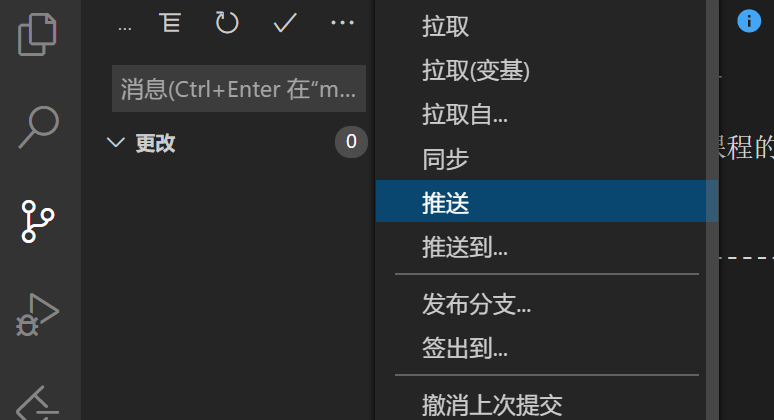 消息(Ctrl+Enter 在“m...
更改
0
拉取
拉取(变基)
拉取自...
同步
推送
推送到...
发布分支...
签出到...
撤消上次提交
程的